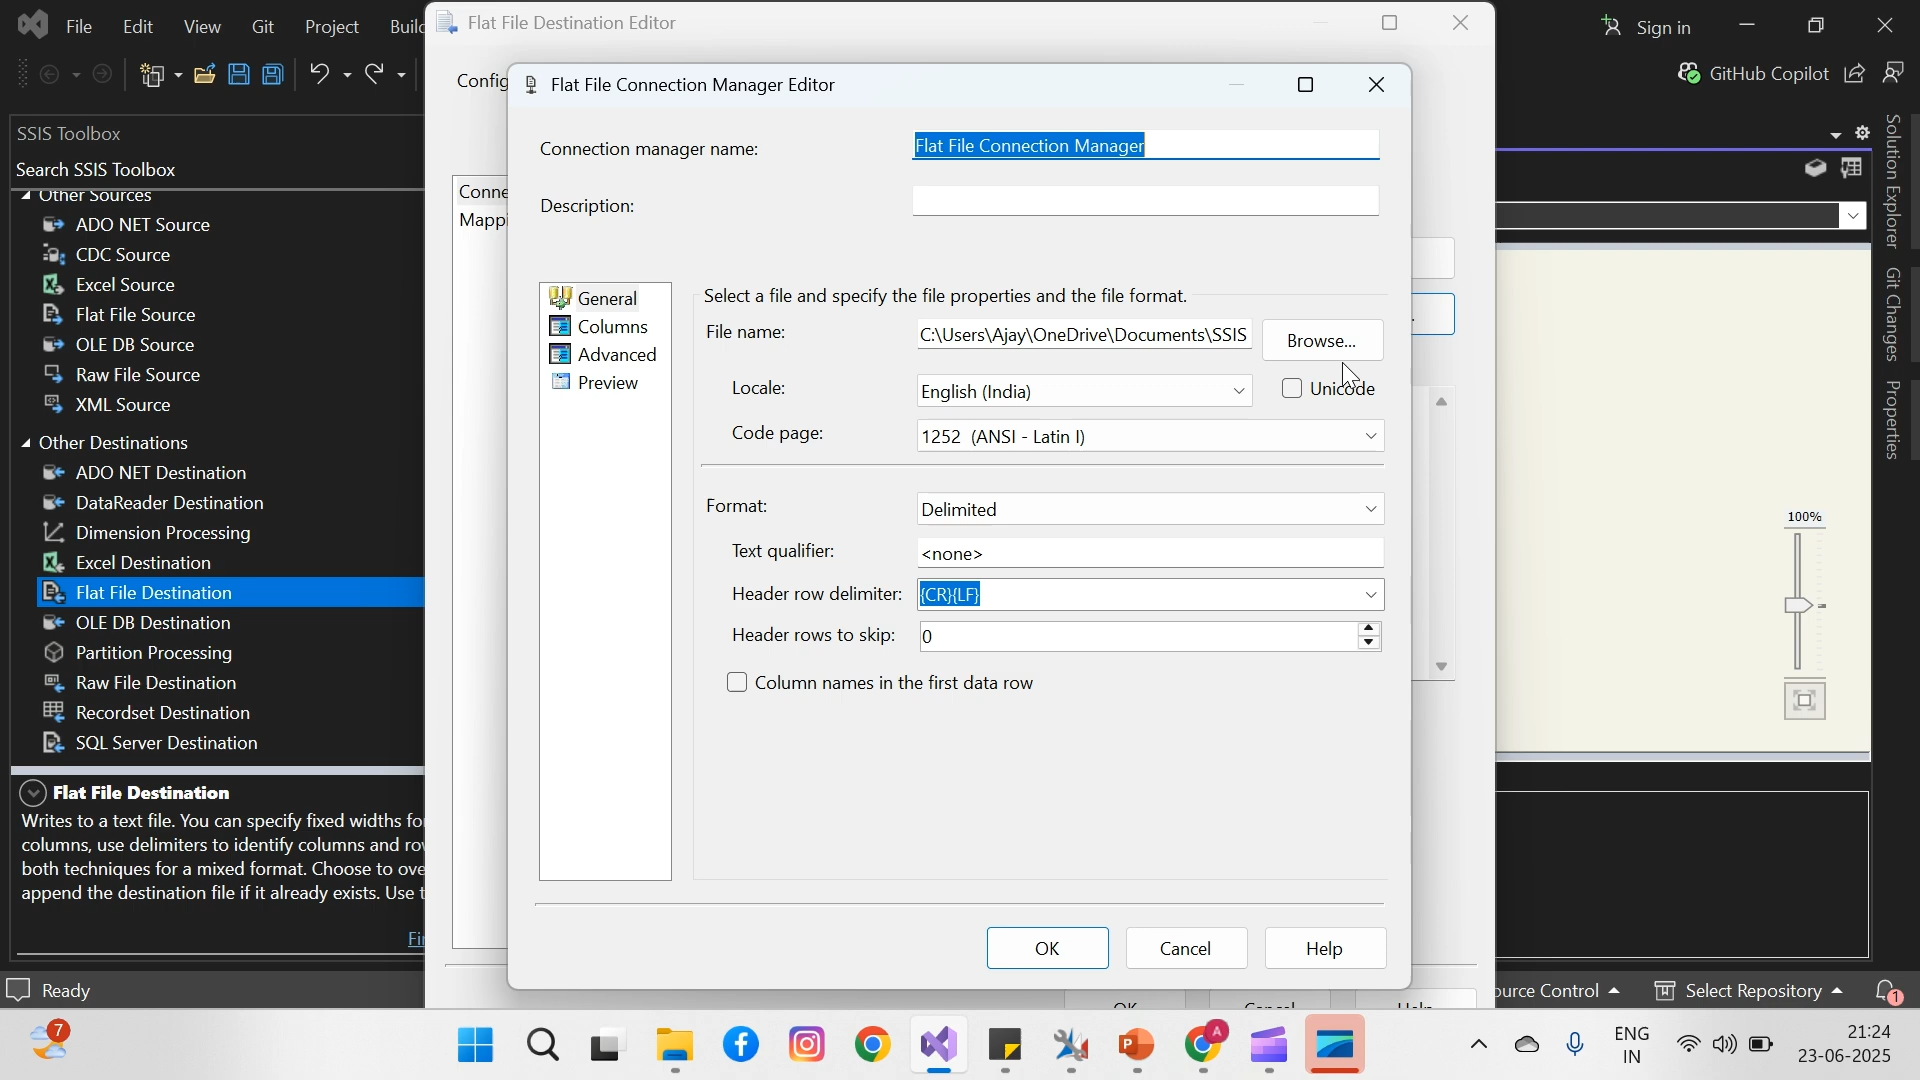 File Edit View Git Project
Flat File Destination Editor
Sign in
GitHub Copilot
SSIS Toolbox
Search SSIS Toolbox
Other Sources
ADO NET Source
CDC Source
Excel Source
Flat File Source
OLE DB Source
Raw File Source
XML Source
Other Destinations
ADO NET Destination
DataReader Destination
Dimension Processing
Excel Destination
Flat File Destination
OLE DB Destination
Partition Processing
Raw File Destination
Recordset Destination
SQL Server Destination
Flat File Destination
Writes to a text file. You can specify fixed widths for
columns, use delimiters to identify columns and
both techniques for a mixed format. Choose to
append the destination file if it already exists. Use
Ready
Flat File Connection Manager Editor
Connection manager name: Flat File Connection Manager
Description:
General
Columns
Advanced
Preview
Select a file and specify the file properties and the file format.
File name: C:\Users\Ajay\OneDrive\Documents\SSIS Browse...
Locale: English (India) Unicode
Code page: 1252 (ANSI - Latin I)
Format: Delimited
Text qualifier: <none>
Header row delimiter: {CR}{LF}
Header rows to skip: 0
Column names in the first data row
OK Cancel Help
100%
Solution Explorer
Git Changes
Properties
Select Repository
1
7
A
ENG
IN
21:24
23-06-2025